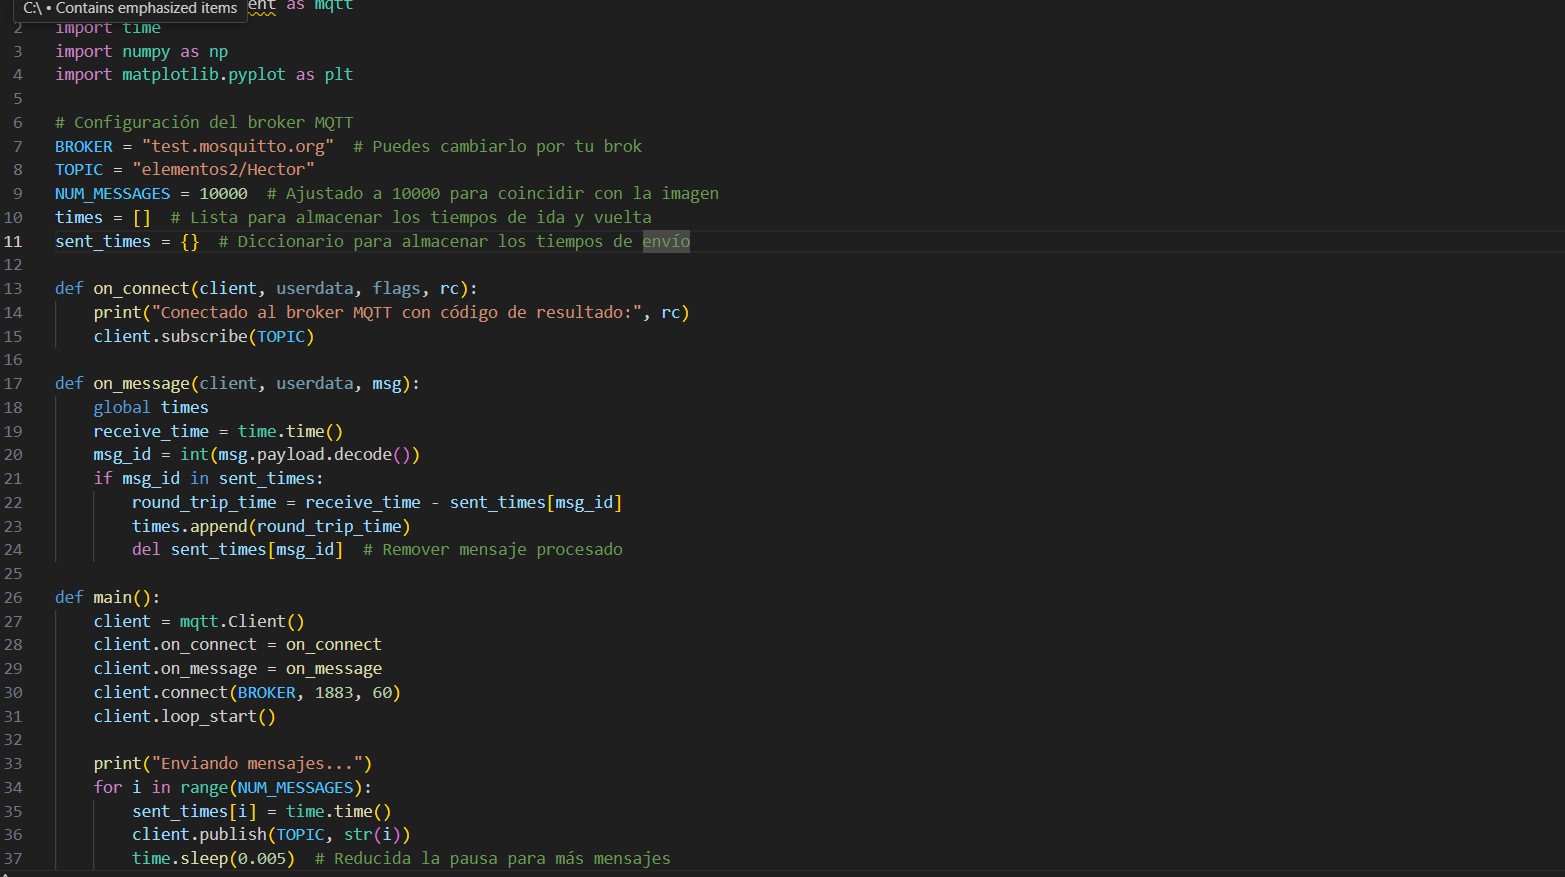 C:\ • Contains emphasized items
ent as mqtt
2 import time
3 import numpy as np
4 import matplotlib.pyplot as plt
5
6 # Configuración del broker MQTT
7 BROKER = "test.mosquitto.org"  # Puedes cambiarlo por tu brok
8 TOPIC = "elementos2/Hector"
9 NUM_MESSAGES = 10000  # Ajustado a 10000 para coincidir con la imagen
10 times = []  # Lista para almacenar los tiempos de ida y vuelta
11 sent_times = {}  # Diccionario para almacenar los tiempos de envío
12
13 def on_connect(client, userdata, flags, rc):
14     print("Conectado al broker MQTT con código de resultado:", rc)
15     client.subscribe(TOPIC)
16
17 def on_message(client, userdata, msg):
18     global times
19     receive_time = time.time()
20     msg_id = int(msg.payload.decode())
21     if msg_id in sent_times:
22         round_trip_time = receive_time - sent_times[msg_id]
23         times.append(round_trip_time)
24         del sent_times[msg_id]  # Remover mensaje procesado
25
26 def main():
27     client = mqtt.Client()
28     client.on_connect = on_connect
29     client.on_message = on_message
30     client.connect(BROKER, 1883, 60)
31     client.loop_start()
32
33     print("Enviando mensajes...")
34     for i in range(NUM_MESSAGES):
35         sent_times[i] = time.time()
36         client.publish(TOPIC, str(i))
37         time.sleep(0.005)  # Reducida la pausa para más mensajes